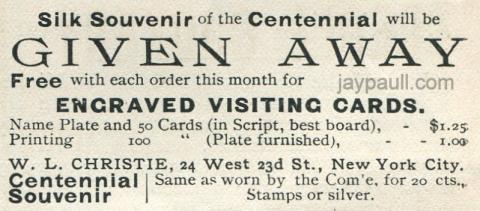 Silk Souvenir of the Centennial will be
GIVEN AWAY
Free with each order this month for
jaypaull.com
ENGRAVED VISITING CARDS.
Name Plate and 50 Cards (in Script, best board), - $1.25
Printing 100 " (Plate furnished), - - 1.00
W. L. CHRISTIE, 24 West 23d St., New York City.
Centennial Souvenir | Same as worn by the Com'e, for 20 cts., Stamps or silver.